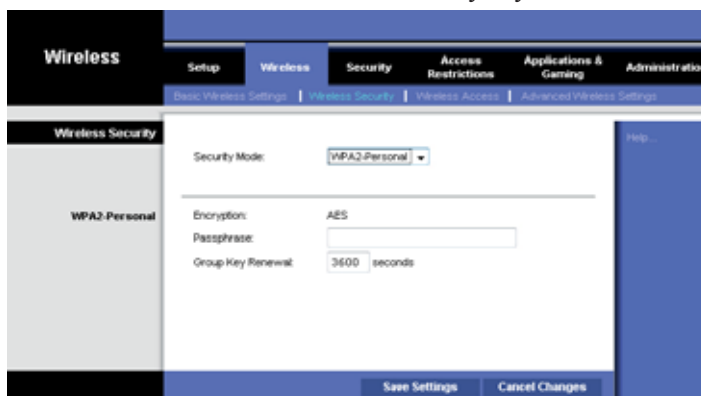 Wireless
Setup
Wireless
Security
Access Restrictions
Applications & Gaming
Administratio
Basic Wireless Settings | Wireless Security | Wireless Access | Advanced Wireless Settings
Wireless Security
Help...
Security Mode: WPA2-Personal
WPA2-Personal
Encryption: AES
Passphrase:
Group Key Renewal: 3600 seconds
Save Settings
Cancel Changes